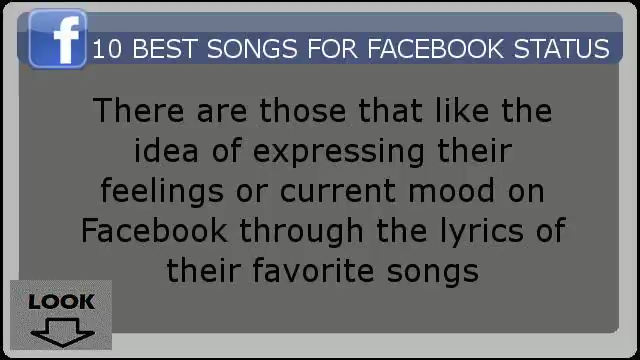 f
10 BEST SONGS FOR FACEBOOK STATUS
There are those that like the
idea of expressing their
feelings or current mood on
Facebook through the lyrics of
their favorite songs
LOOK